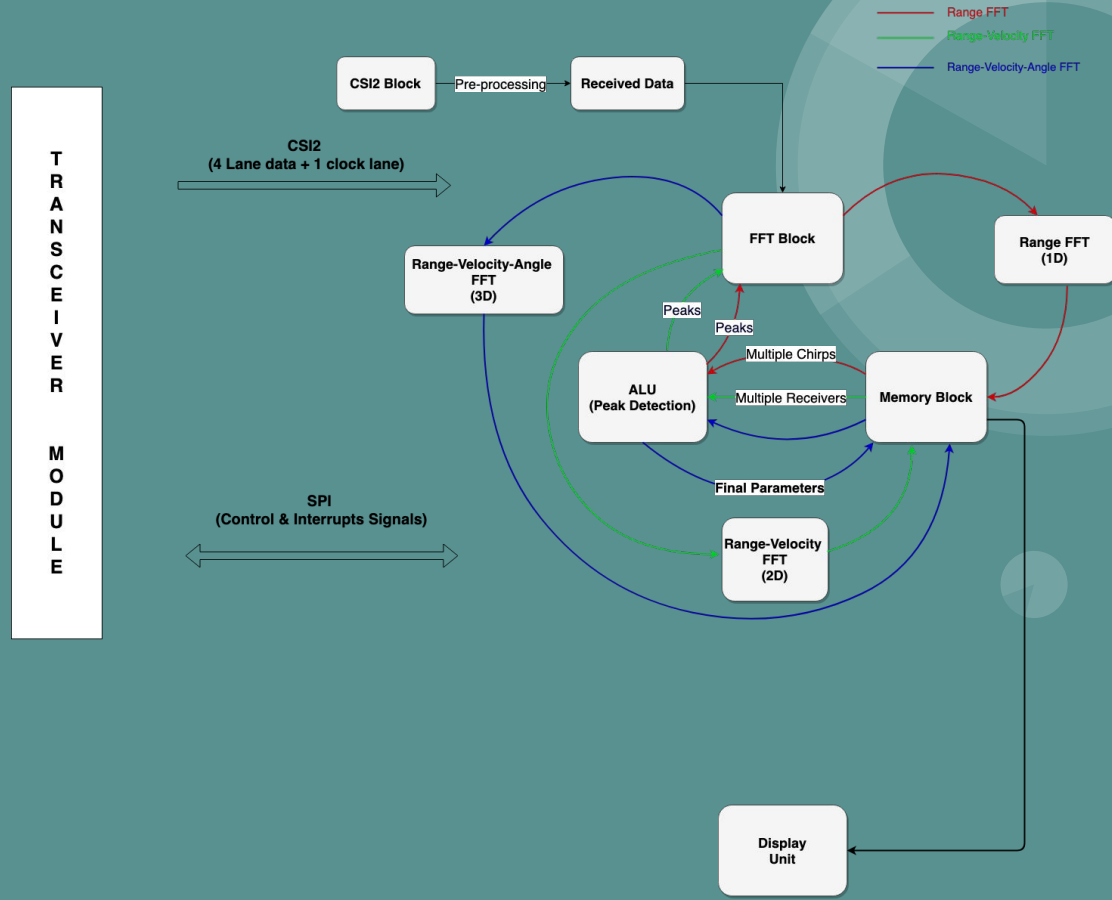 Range FFT
Range-Velocity FFT
Range-Velocity-Angle FFT
TRANSCEIVER
MODULE
CSI2 Block
Pre-processing
Received Data
CSI2
(4 Lane data + 1 clock lane)
FFT Block
Range FFT
(1D)
Range-Velocity-Angle
FFT
(3D)
Peaks
Peaks
Multiple Chirps
ALU
(Peak Detection)
Multiple Receivers
Memory Block
Final Parameters
SPI
(Control & Interrupts Signals)
Range-Velocity
FFT
(2D)
Display
Unit